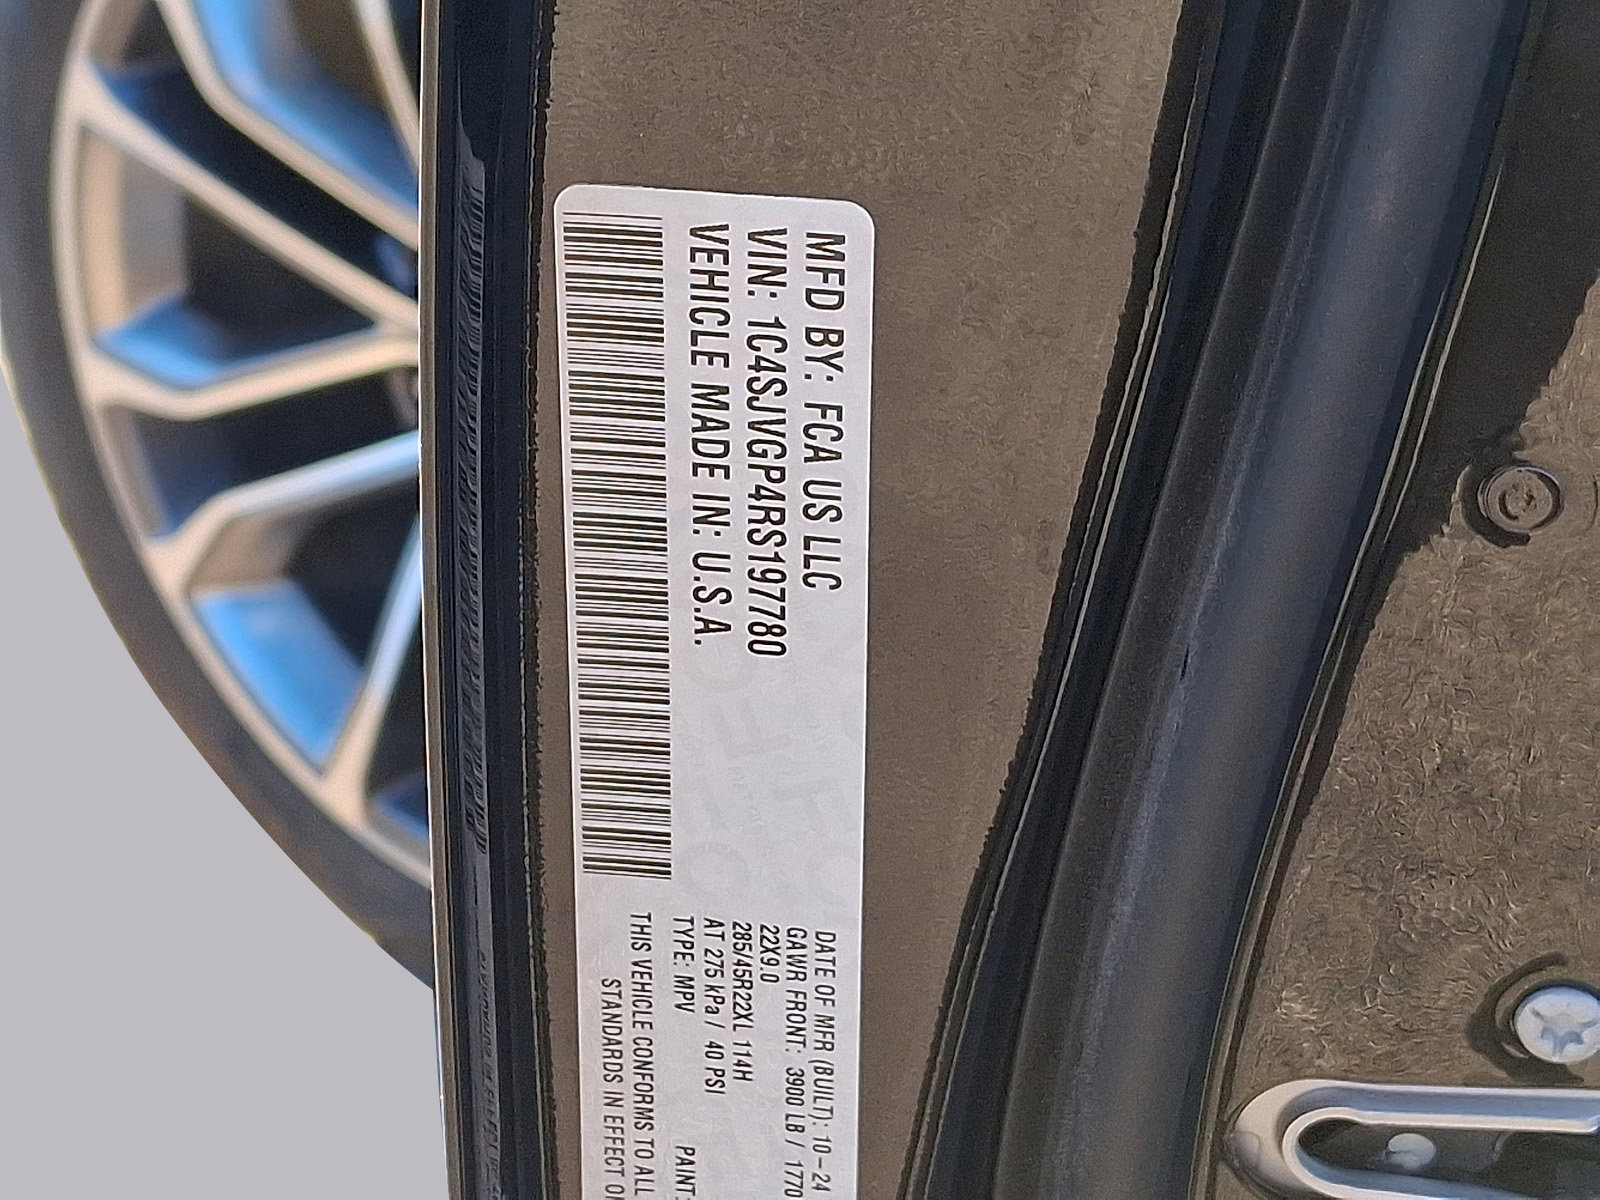 MFD BY: FCA US LLC
VIN: 1C4SJVGP4RS197780
VEHICLE MADE IN: U.S.A.
DATE OF MFR (BUILT): 10-24
GAWR FRONT: 3900 LB / 1770
22X9.0
285/45R22XL 114H
AT 275 kPa / 40 PSI
TYPE: MPV PAINT:
THIS VEHICLE CONFORMS TO ALL
STANDARDS IN EFFECT